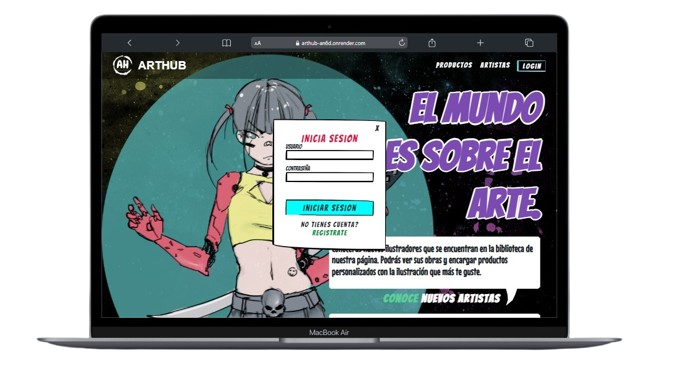 AA arthub-an6d.onrender.com
AH ARTHUB
PRODUCTOS ARTISTAS LOGIN
EL MUNDO
ES SOBRE EL
ARTE.
X
INICIA SESION
USUARIO
CONTRASEÑA
INICIAR SESION
NO TIENES CUENTA?
REGISTRATE
ilustradores que se encuentran en la biblioteca de
nuestra página. Podrás ver sus obras y encargar productos
personalizados con la ilustración que más te guste.
CONOCE NUEVOS ARTISTAS
MacBook Air